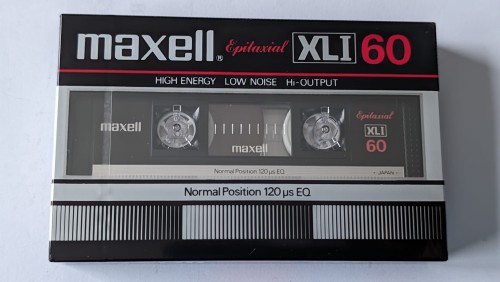 maxell® Epitaxial XLI 60
HIGH ENERGY LOW NOISE Hi-OUTPUT
maxell
maxell
Epitaxial
XLI
60
Normal Position 120 µs EQ
-JAPAN-
Normal Position 120 µs EQ